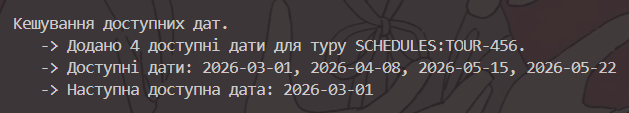 Кешування доступних дат.
-> Додано 4 доступні дати для туру SCHEDULES:TOUR-456.
-> Доступні дати: 2026-03-01, 2026-04-08, 2026-05-15, 2026-05-22
-> Наступна доступна дата: 2026-03-01